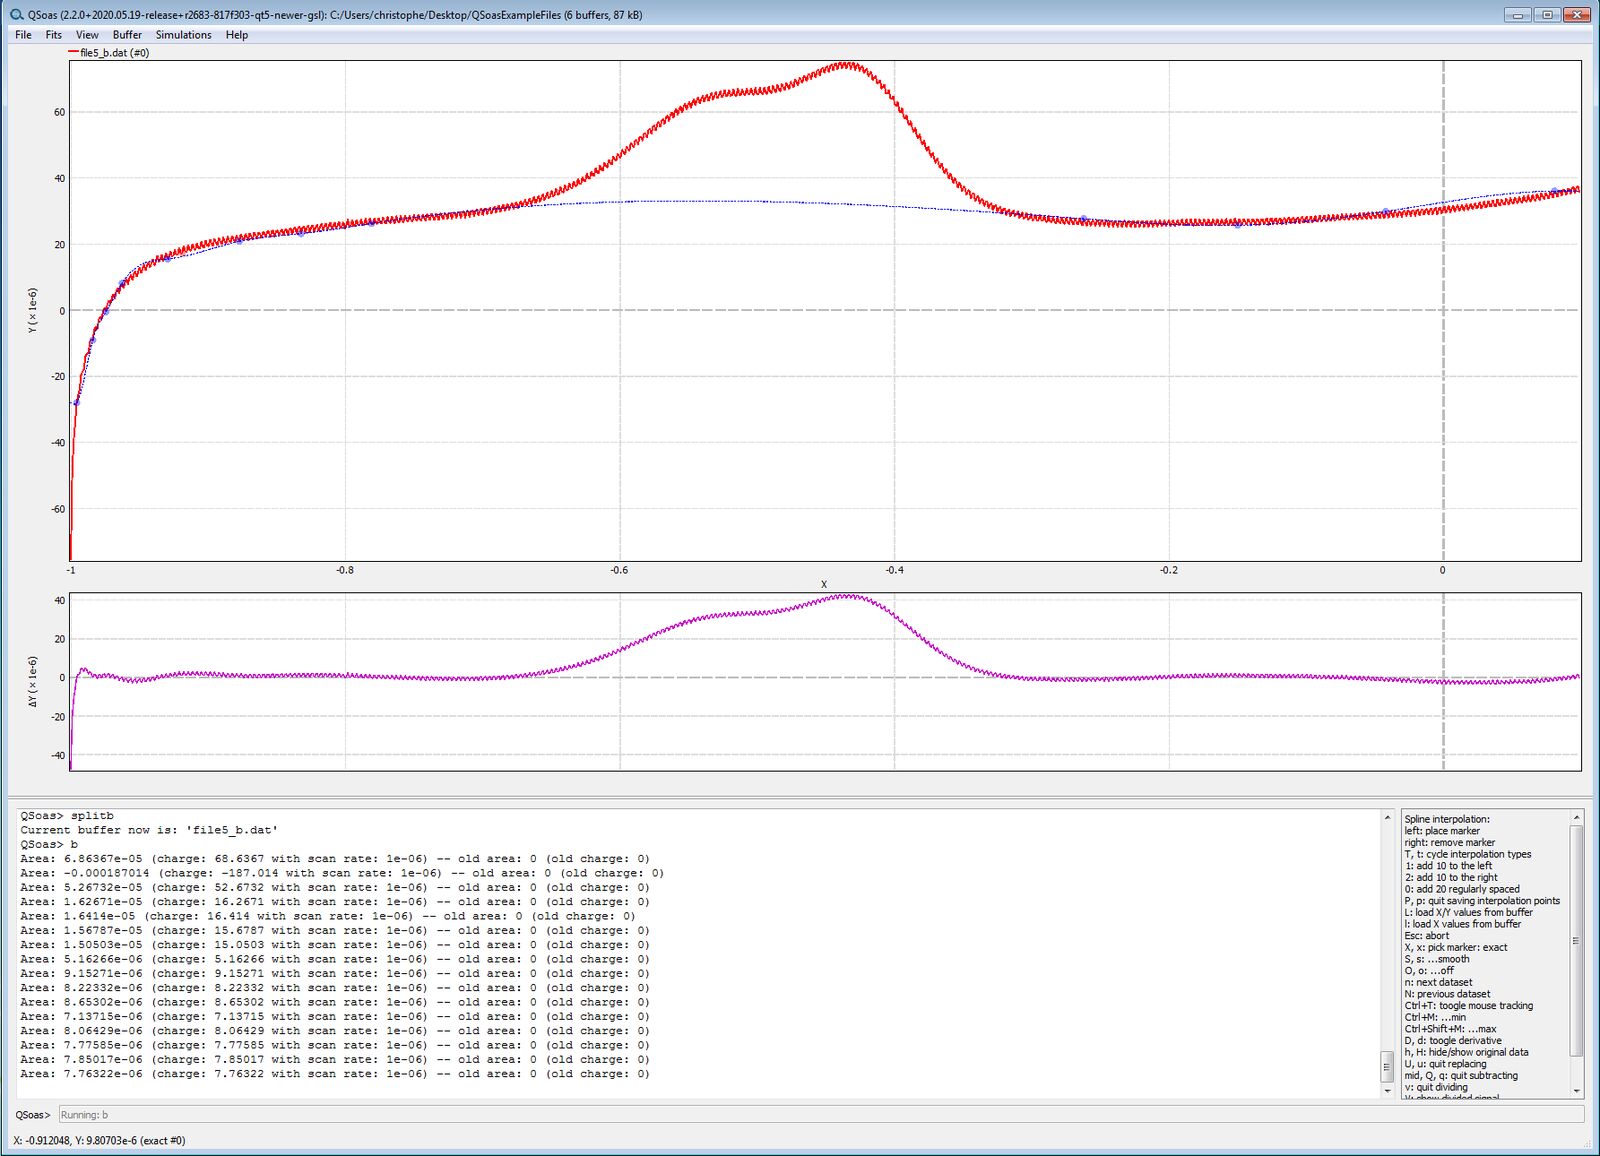 QSoas (2.2.0+2020.05.19-release+r2683-817f303-qt5-newer-gsl): C:/Users/christophe/Desktop/QSoasExampleFiles (6 buffers, 87 kB)
File Fits View Buffer Simulations Help
file5_b.dat (#0)
60
40
20
0
-20
-40
-60
Y (× 1e-6)
-1 -0.8 -0.6 -0.4 -0.2 0
X
40
20
0
-20
-40
ΔY (× 1e-6)
QSoas> splitb
Current buffer now is: 'file5_b.dat'
QSoas> b
Area: 6.86367e-05 (charge: 68.6367 with scan rate: 1e-06) -- old area: 0 (old charge: 0)
Area: -0.000187014 (charge: -187.014 with scan rate: 1e-06) -- old area: 0 (old charge: 0)
Area: 5.26732e-05 (charge: 52.6732 with scan rate: 1e-06) -- old area: 0 (old charge: 0)
Area: 1.62671e-05 (charge: 16.2671 with scan rate: 1e-06) -- old area: 0 (old charge: 0)
Area: 1.6414e-05 (charge: 16.414 with scan rate: 1e-06) -- old area: 0 (old charge: 0)
Area: 1.56787e-05 (charge: 15.6787 with scan rate: 1e-06) -- old area: 0 (old charge: 0)
Area: 1.50503e-05 (charge: 15.0503 with scan rate: 1e-06) -- old area: 0 (old charge: 0)
Area: 5.16266e-06 (charge: 5.16266 with scan rate: 1e-06) -- old area: 0 (old charge: 0)
Area: 9.15271e-06 (charge: 9.15271 with scan rate: 1e-06) -- old area: 0 (old charge: 0)
Area: 8.22332e-06 (charge: 8.22332 with scan rate: 1e-06) -- old area: 0 (old charge: 0)
Area: 8.65302e-06 (charge: 8.65302 with scan rate: 1e-06) -- old area: 0 (old charge: 0)
Area: 7.13715e-06 (charge: 7.13715 with scan rate: 1e-06) -- old area: 0 (old charge: 0)
Area: 8.06429e-06 (charge: 8.06429 with scan rate: 1e-06) -- old area: 0 (old charge: 0)
Area: 7.77585e-06 (charge: 7.77585 with scan rate: 1e-06) -- old area: 0 (old charge: 0)
Area: 7.85017e-06 (charge: 7.85017 with scan rate: 1e-06) -- old area: 0 (old charge: 0)
Area: 7.76322e-06 (charge: 7.76322 with scan rate: 1e-06) -- old area: 0 (old charge: 0)
Spline interpolation:
left: place marker
right: remove marker
T, t: cycle interpolation types
1: add 10 to the left
2: add 10 to the right
0: add 20 regularly spaced
P, p: quit saving interpolation points
L: load X/Y values from buffer
l: load X values from buffer
Esc: abort
X, x: pick marker: exact
S, s: ...smooth
O, o: ...off
n: next dataset
N: previous dataset
Ctrl+T: toogle mouse tracking
Ctrl+M: ...min
Ctrl+Shift+M: ...max
D, d: toogle derivative
h, H: hide/show original data
U, u: quit replacing
mid, Q, q: quit subtracting
v: quit dividing
V: show divided signal
QSoas> Running: b
X: -0.912048, Y: 9.80703e-6 (exact #0)